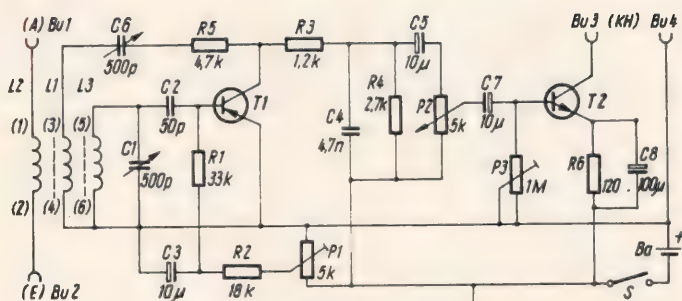 (A) Bu1
C6
500p
R5
4,7k
R3
1,2k
C5
10µ
Bu3 (KH) Bu4
L2 L1 L3
(1) (3) (5)
(2) (4) (6)
C2
50p
T1
C1
500p
R1
33k
C4
4,7n
R4
2,7k
P2
5k
C7
10µ
T2
P3
1M
R6
120
C8
100µ
C3
10µ
R2
18k
P1
5k
Ba
+
S
(E) Bu2